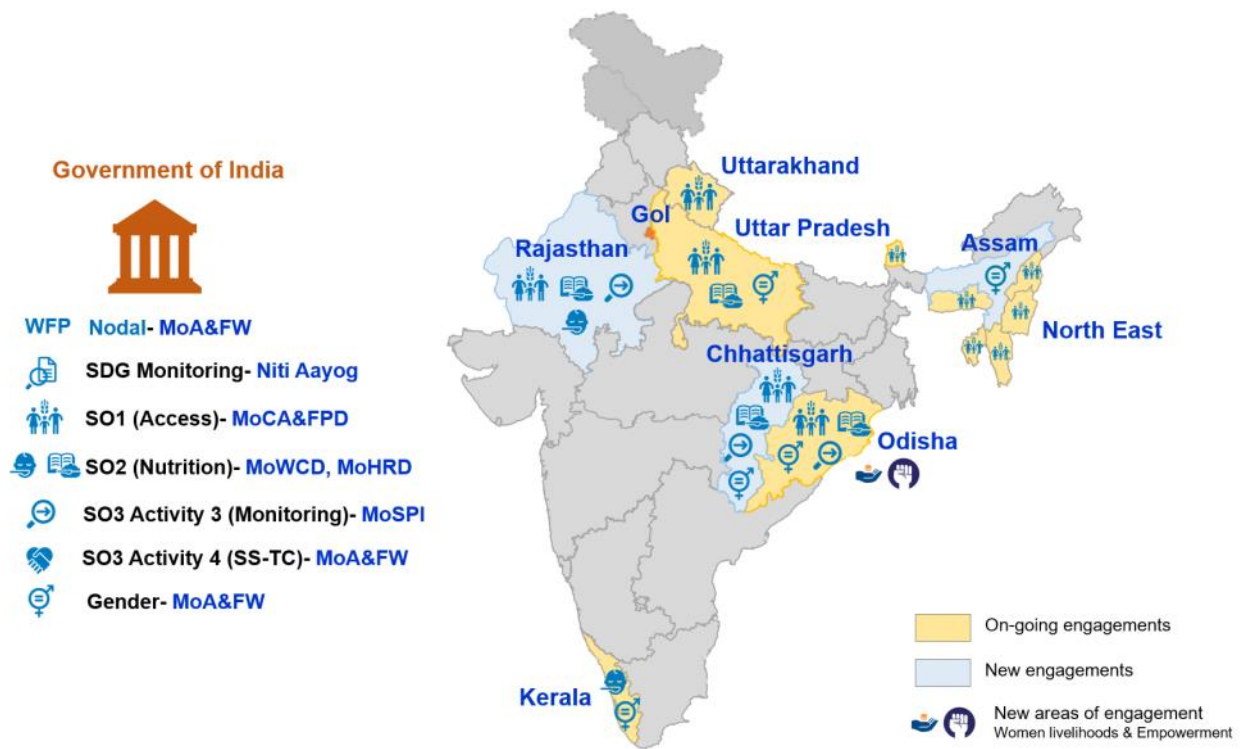 Government of India
WFP Nodal- MoA&FW
SDG Monitoring- Niti Aayog
SO1 (Access)- MoCA&FPD
SO2 (Nutrition)- MoWCD, MoHRD
SO3 Activity 3 (Monitoring)- MoSPI
SO3 Activity 4 (SS-TC)- MoA&FW
Gender- MoA&FW
Uttarakhand
GoI
Uttar Pradesh
Rajasthan
Assam
North East
Chhattisgarh
Odisha
Kerala
On-going engagements
New engagements
New areas of engagement
Women livelihoods & Empowerment